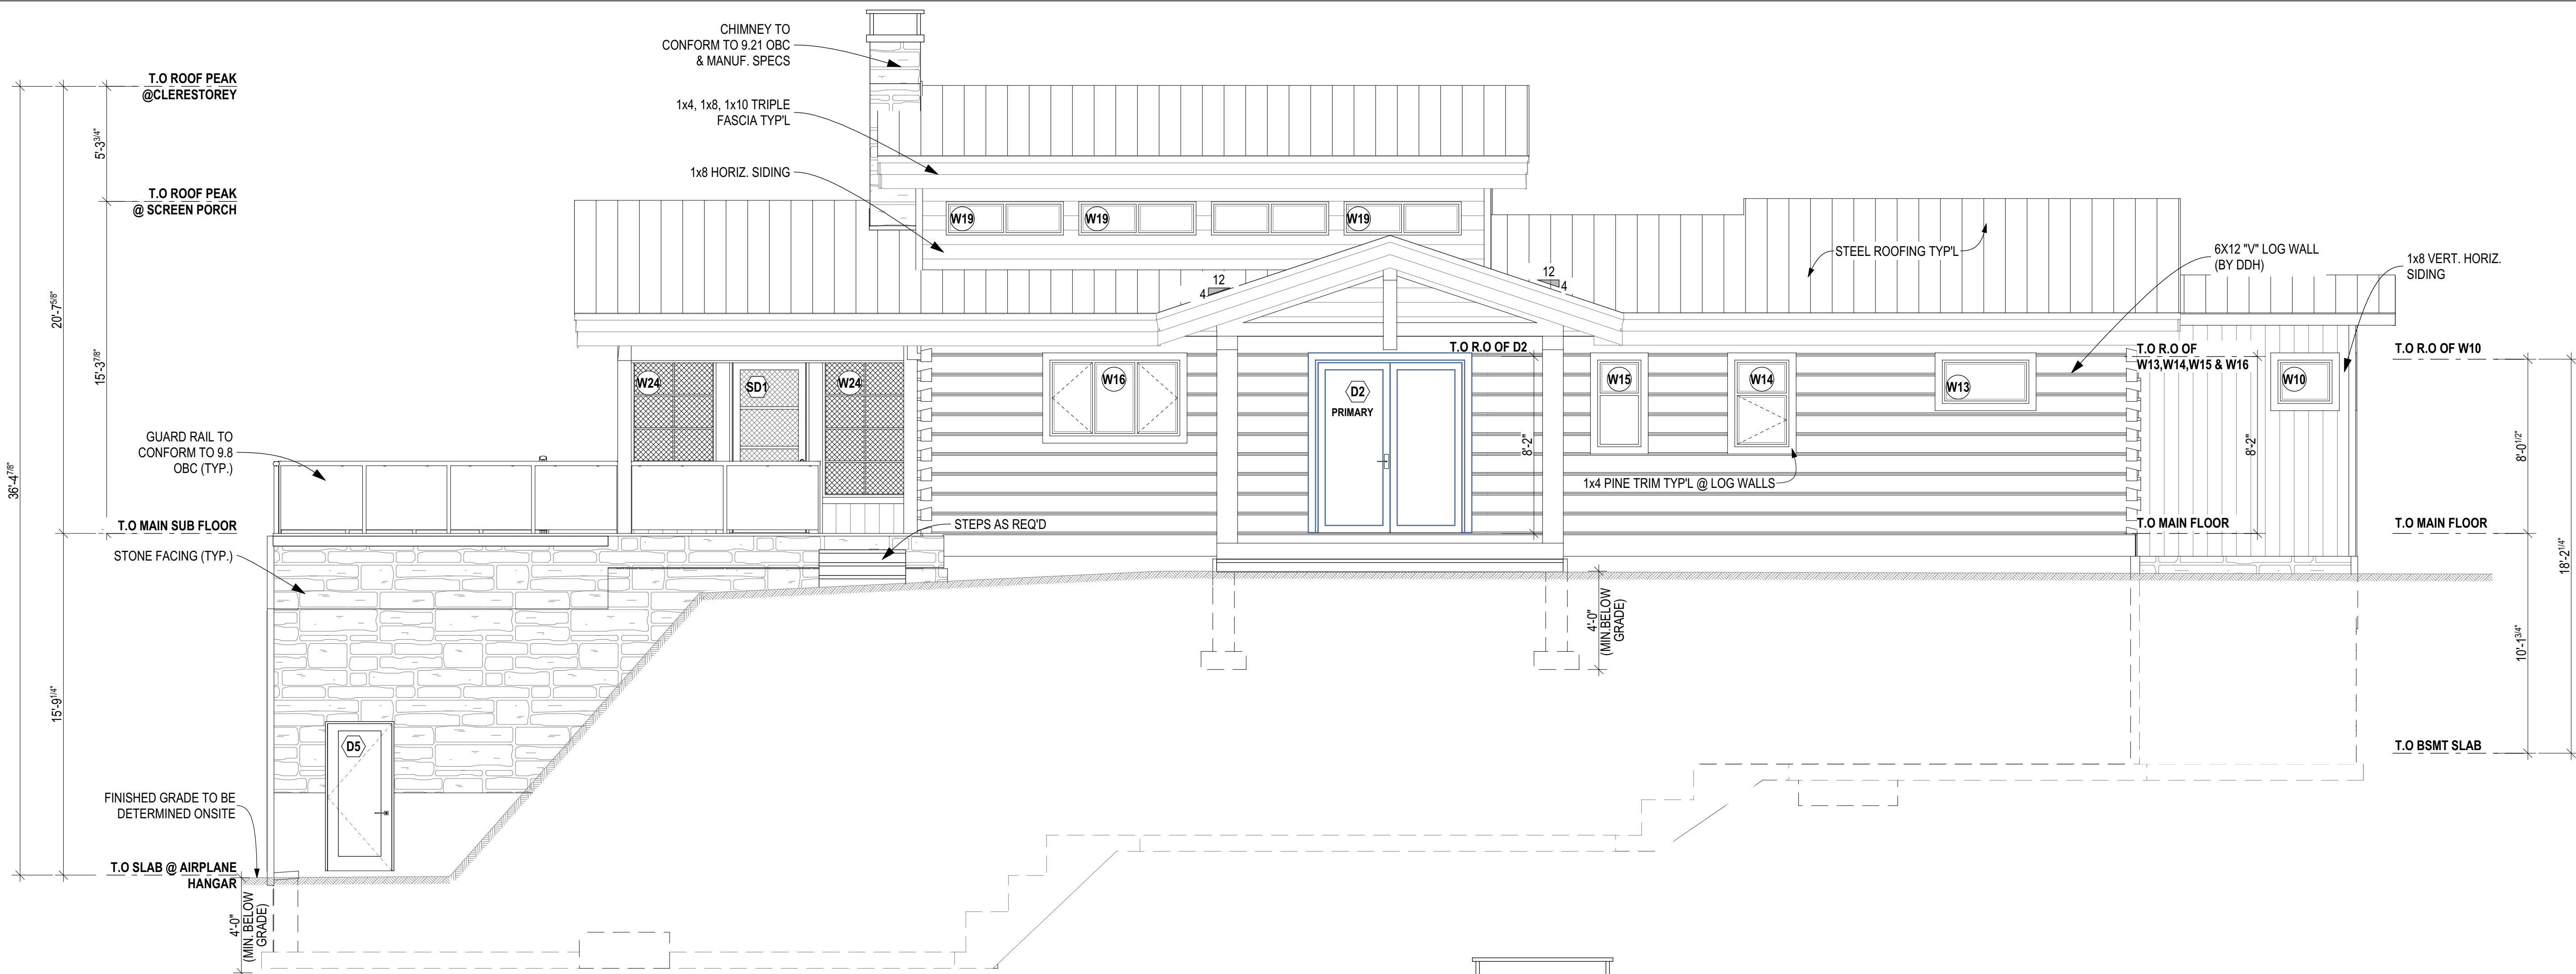 CHIMNEY TO
CONFORM TO 9.21 OBC
& MANUF. SPECS
T.O ROOF PEAK
@CLERESTOREY
1x4, 1x8, 1x10 TRIPLE
FASCIA TYP'L
5'-3 3/4"
1x8 HORIZ. SIDING
T.O ROOF PEAK
@ SCREEN PORCH
W19
W19
W19
STEEL ROOFING TYP'L
6X12 "V" LOG WALL
(BY DDH)
1x8 VERT. HORIZ.
SIDING
12
4
12
4
20'-7 5/8"
15'-3 7/8"
36'-4 7/8"
T.O R.O OF D2
T.O R.O OF
W13,W14,W15 & W16
T.O R.O OF W10
W24
SD1
W24
W16
D2
PRIMARY
W15
W14
W13
W10
GUARD RAIL TO
CONFORM TO 9.8
OBC (TYP.)
8'-2"
8'-2"
8'-0 1/2"
1x4 PINE TRIM TYP'L @ LOG WALLS
T.O MAIN SUB FLOOR
STEPS AS REQ'D
T.O MAIN FLOOR
T.O MAIN FLOOR
STONE FACING (TYP.)
18'-2 1/4"
4'-0"
(MIN.BELOW
GRADE)
10'-1 3/4"
15'-9 1/4"
D5
T.O BSMT SLAB
FINISHED GRADE TO BE
DETERMINED ONSITE
T.O SLAB @ AIRPLANE
HANGAR
4'-0"
(MIN. BELOW
GRADE)